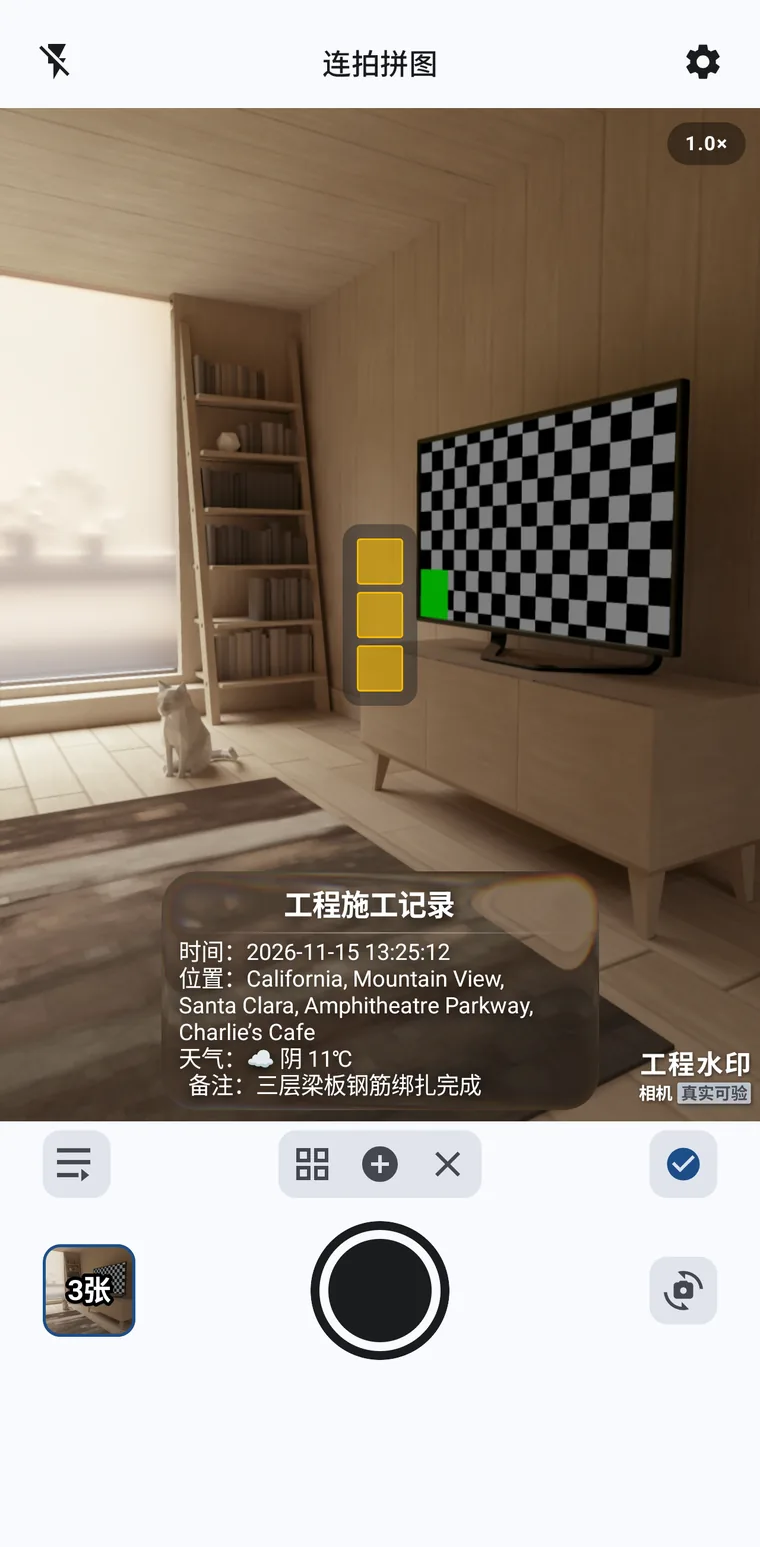 连拍拼图
1.0×
工程施工记录
时间：2026-11-15 13:25:12
位置：California, Mountain View,
Santa Clara, Amphitheatre Parkway,
Charlie's Cafe
天气：☁️ 阴 11℃
备注：三层梁板钢筋绑扎完成
工程水印
相机 真实可验
3张